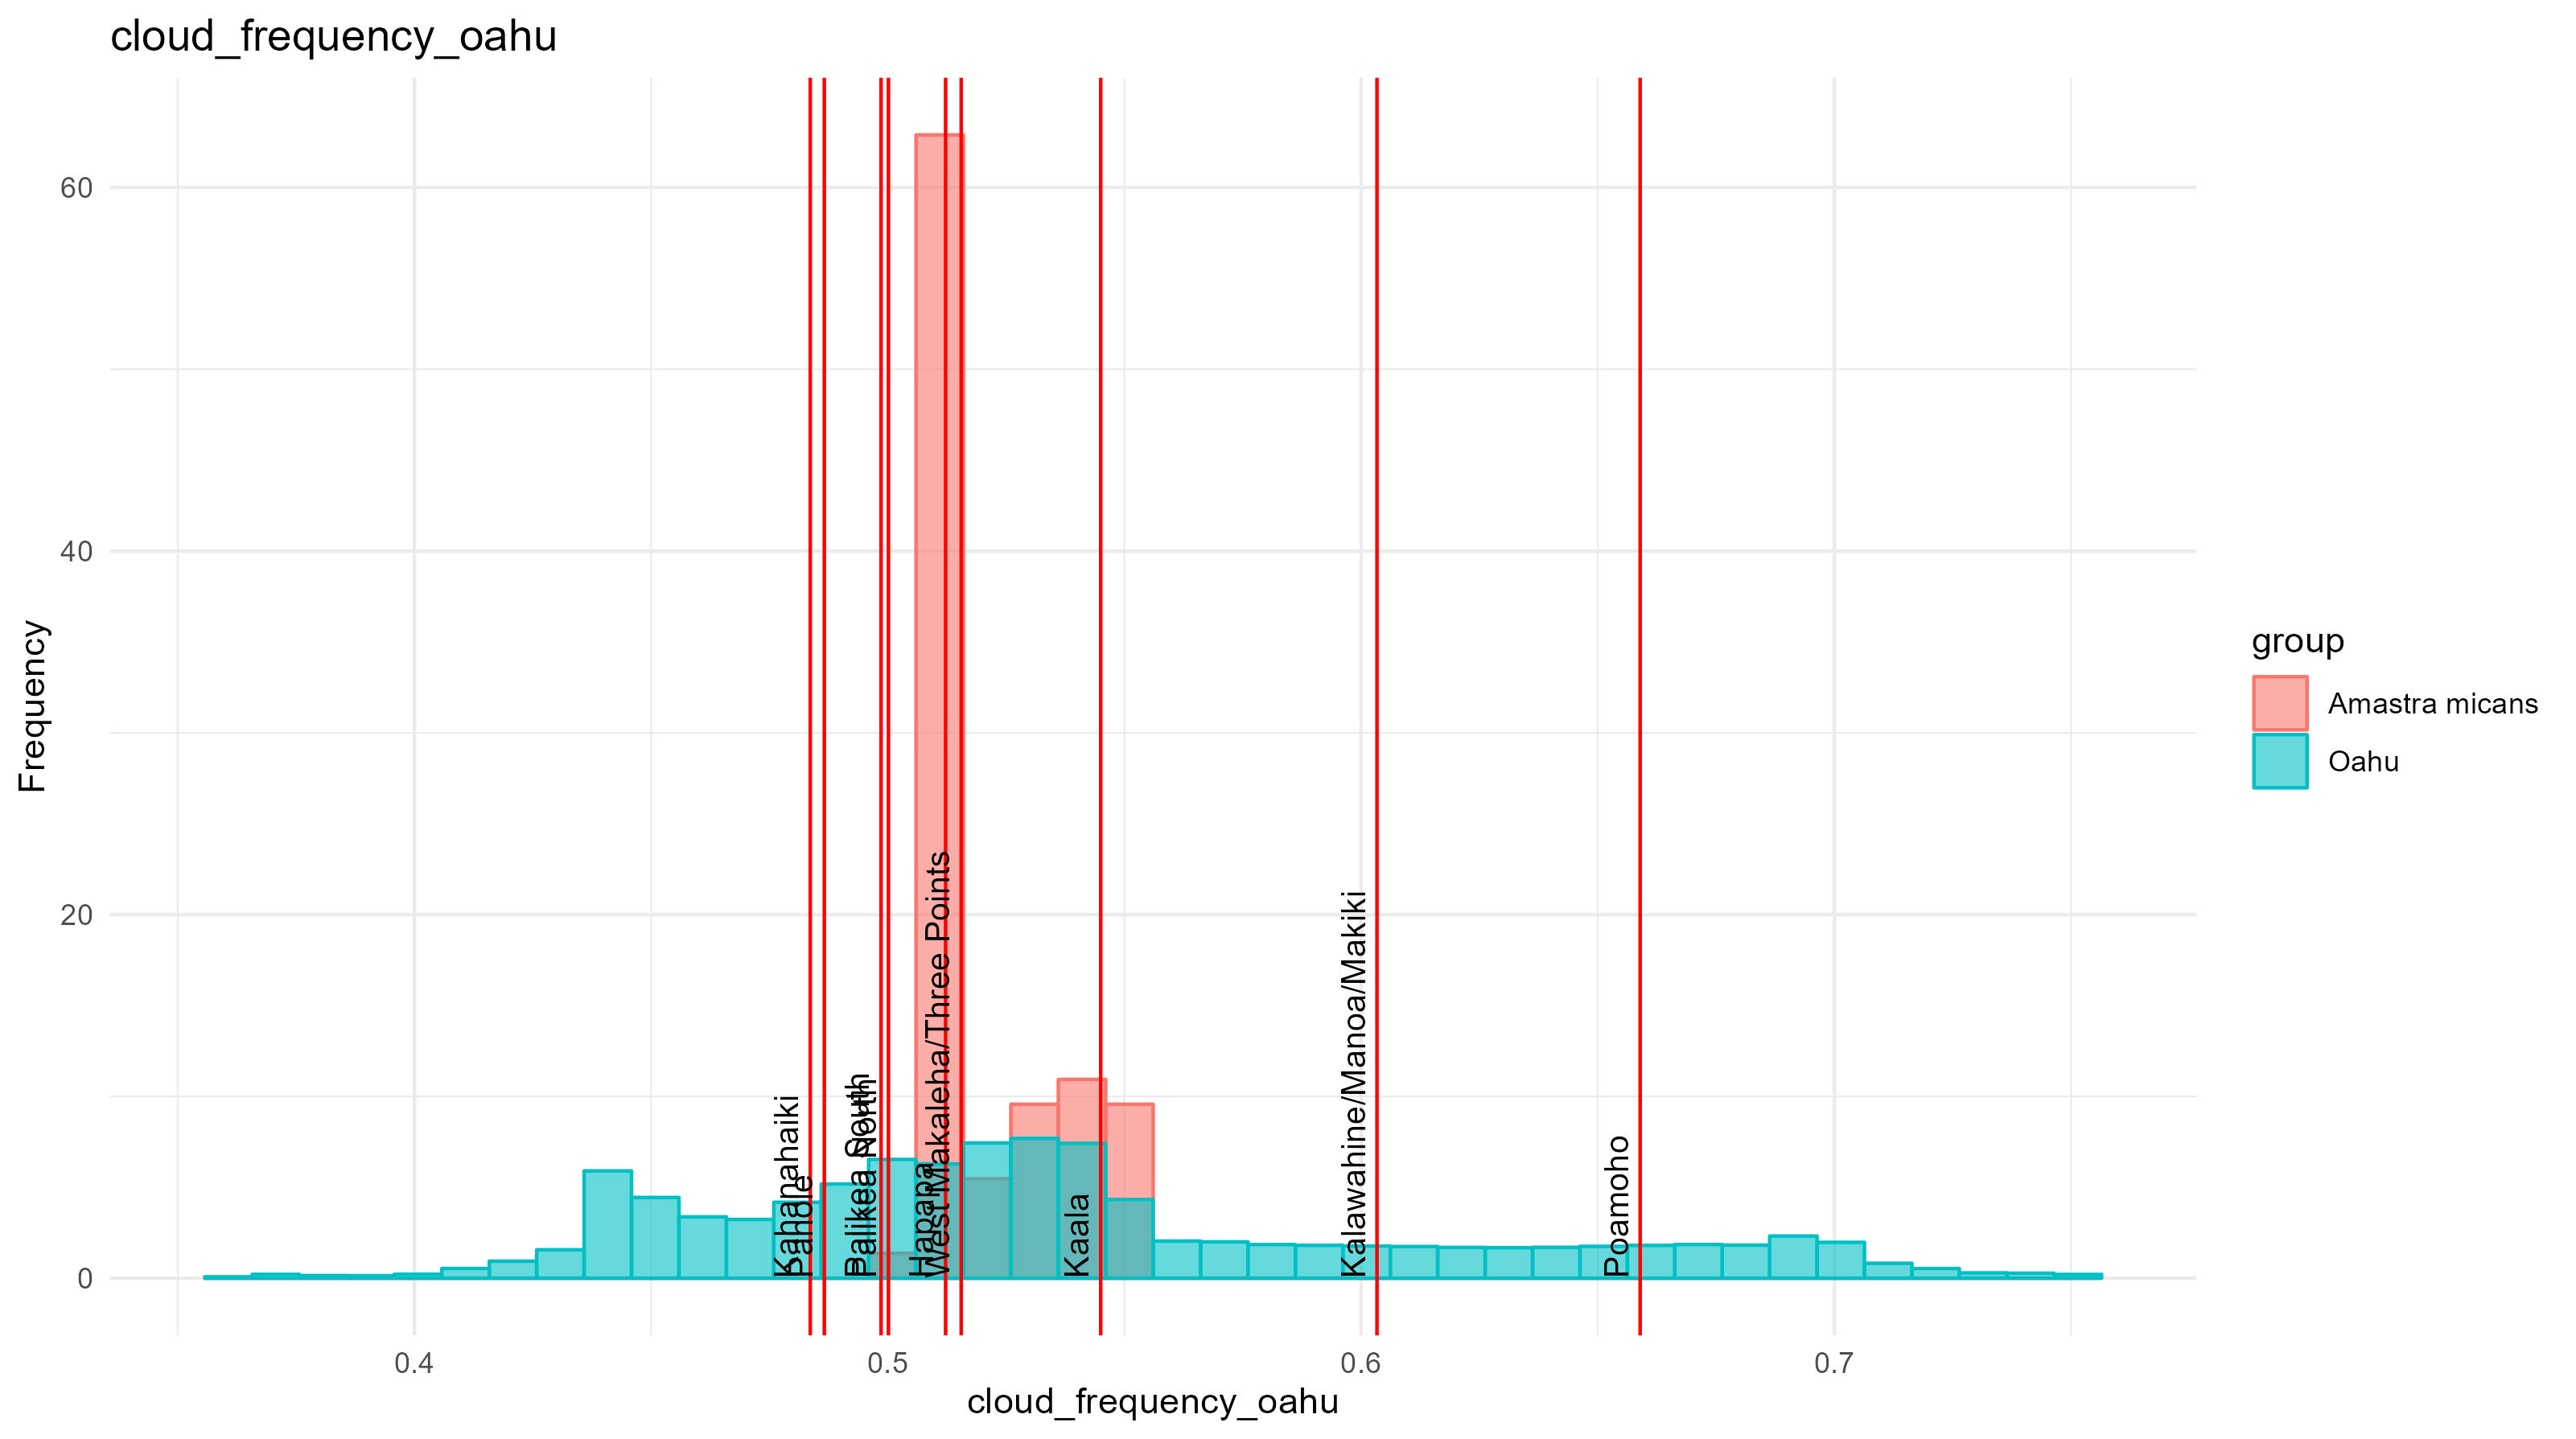 cloud_frequency_oahu
60
40
20
0
Frequency
Kahanahaiki
Pahole
Palikea South
Palikea North
Hapapa
West Makaleha/Three Points
Kaala
Kalawahine/Manoa/Makiki
Poamoho
0.4
0.5
0.6
0.7
cloud_frequency_oahu
group
Amastra micans
Oahu